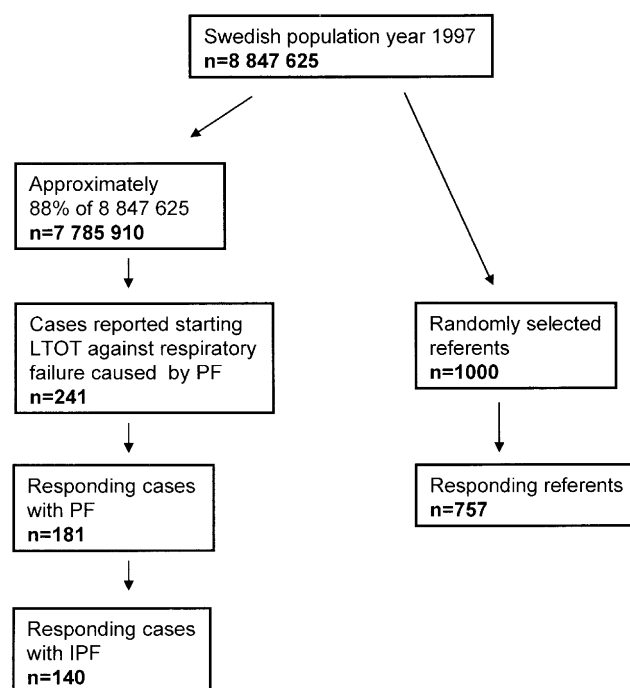 Swedish population year 1997
n=8 847 625
Approximately
88% of 8 847 625
n=7 785 910
Cases reported starting
LTOT against respiratory
failure caused by PF
n=241
Responding cases
with PF
n=181
Responding cases
with IPF
n=140
Randomly selected
referents
n=1000
Responding referents
n=757